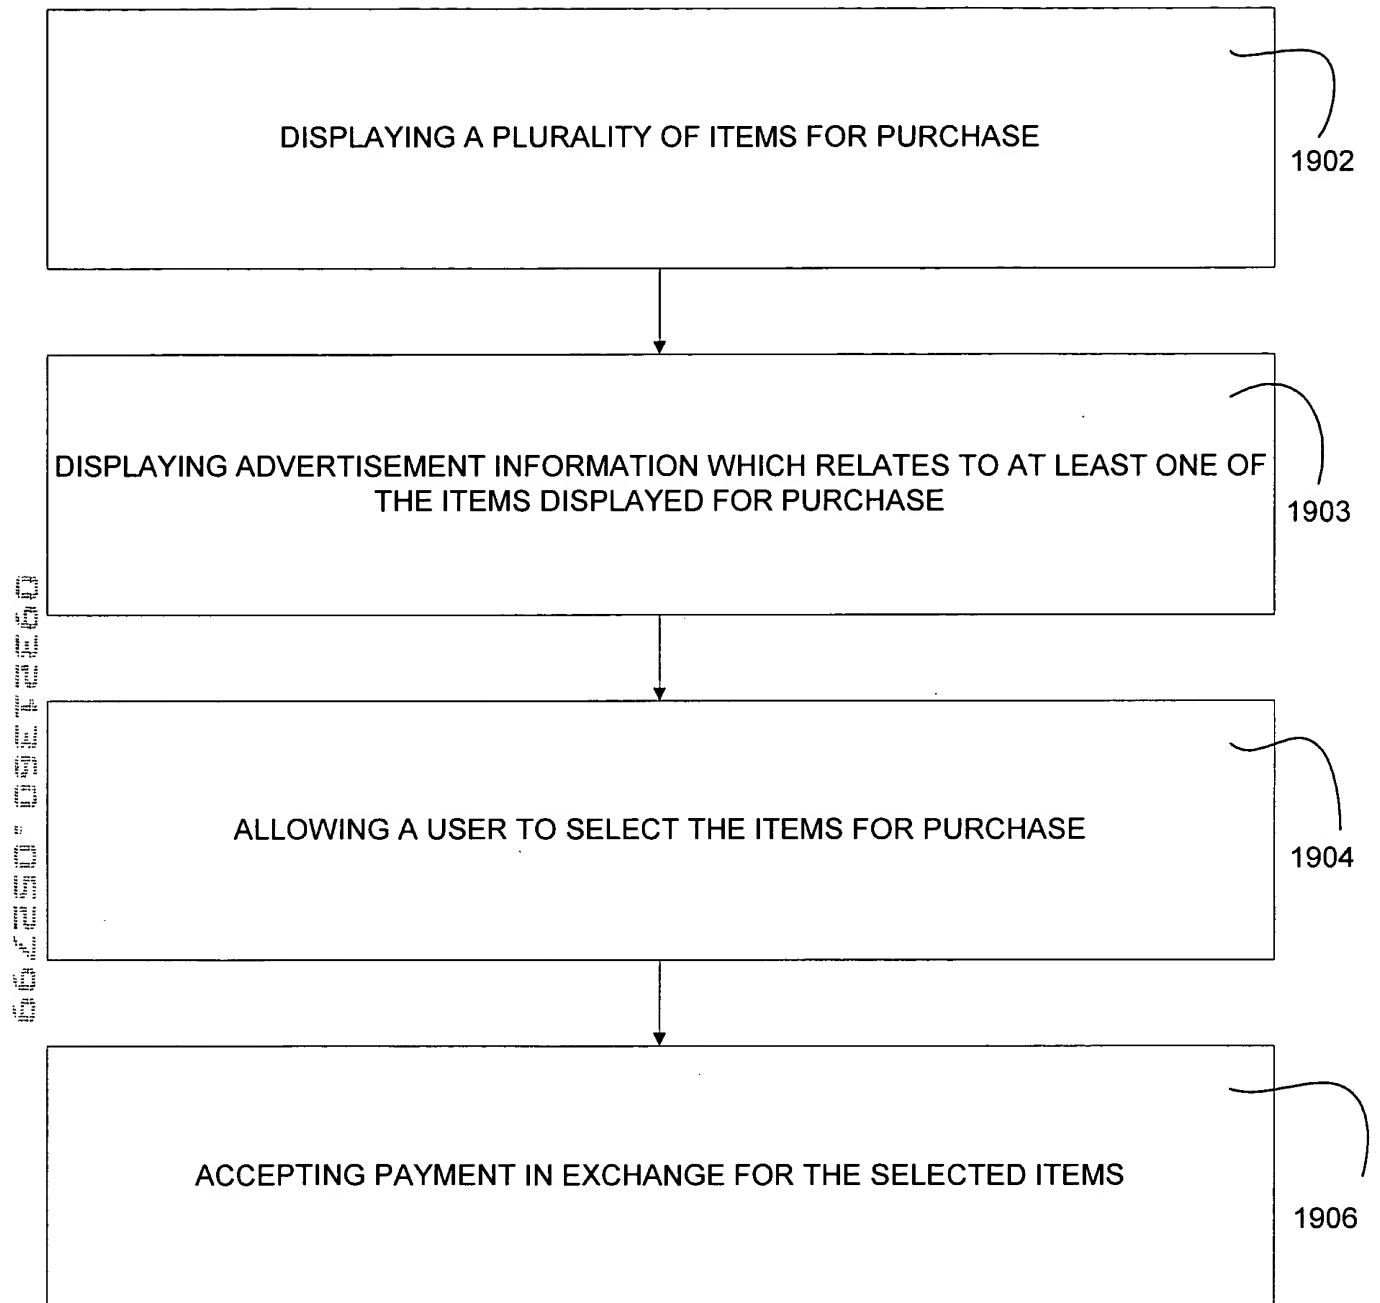 DISPLAYING A PLURALITY OF ITEMS FOR PURCHASE
1902
DISPLAYING ADVERTISEMENT INFORMATION WHICH RELATES TO AT LEAST ONE OF
THE ITEMS DISPLAYED FOR PURCHASE
1903
ALLOWING A USER TO SELECT THE ITEMS FOR PURCHASE
1904
ACCEPTING PAYMENT IN EXCHANGE FOR THE SELECTED ITEMS
1906